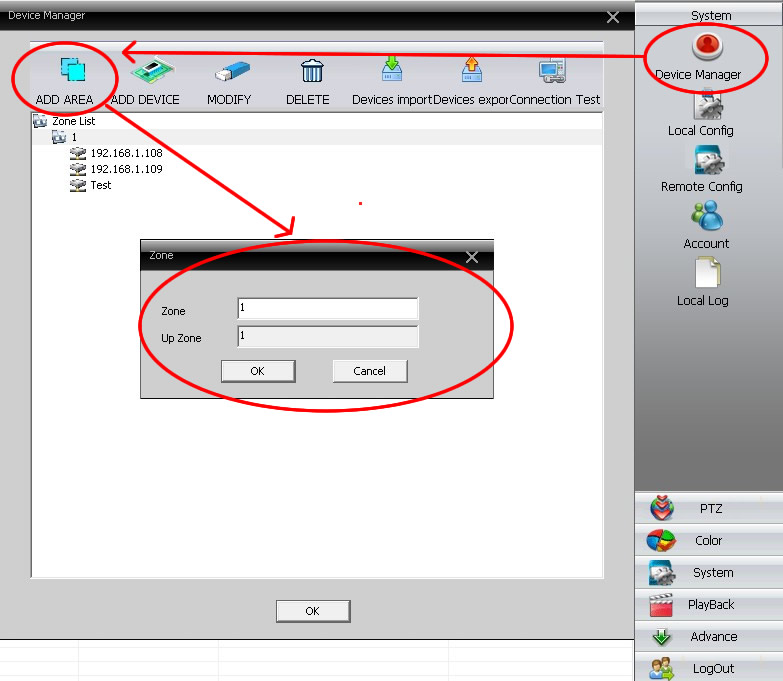 Device Manager
ADD AREA
ADD DEVICE
MODIFY
DELETE
Devices import
Devices expor
Connection Test
Zone List
1
192.168.1.108
192.168.1.109
Test
Zone
Zone
1
Up Zone
1
OK
Cancel
OK
System
Device Manager
Local Config
Remote Config
Account
Local Log
PTZ
Color
System
PlayBack
Advance
LogOut